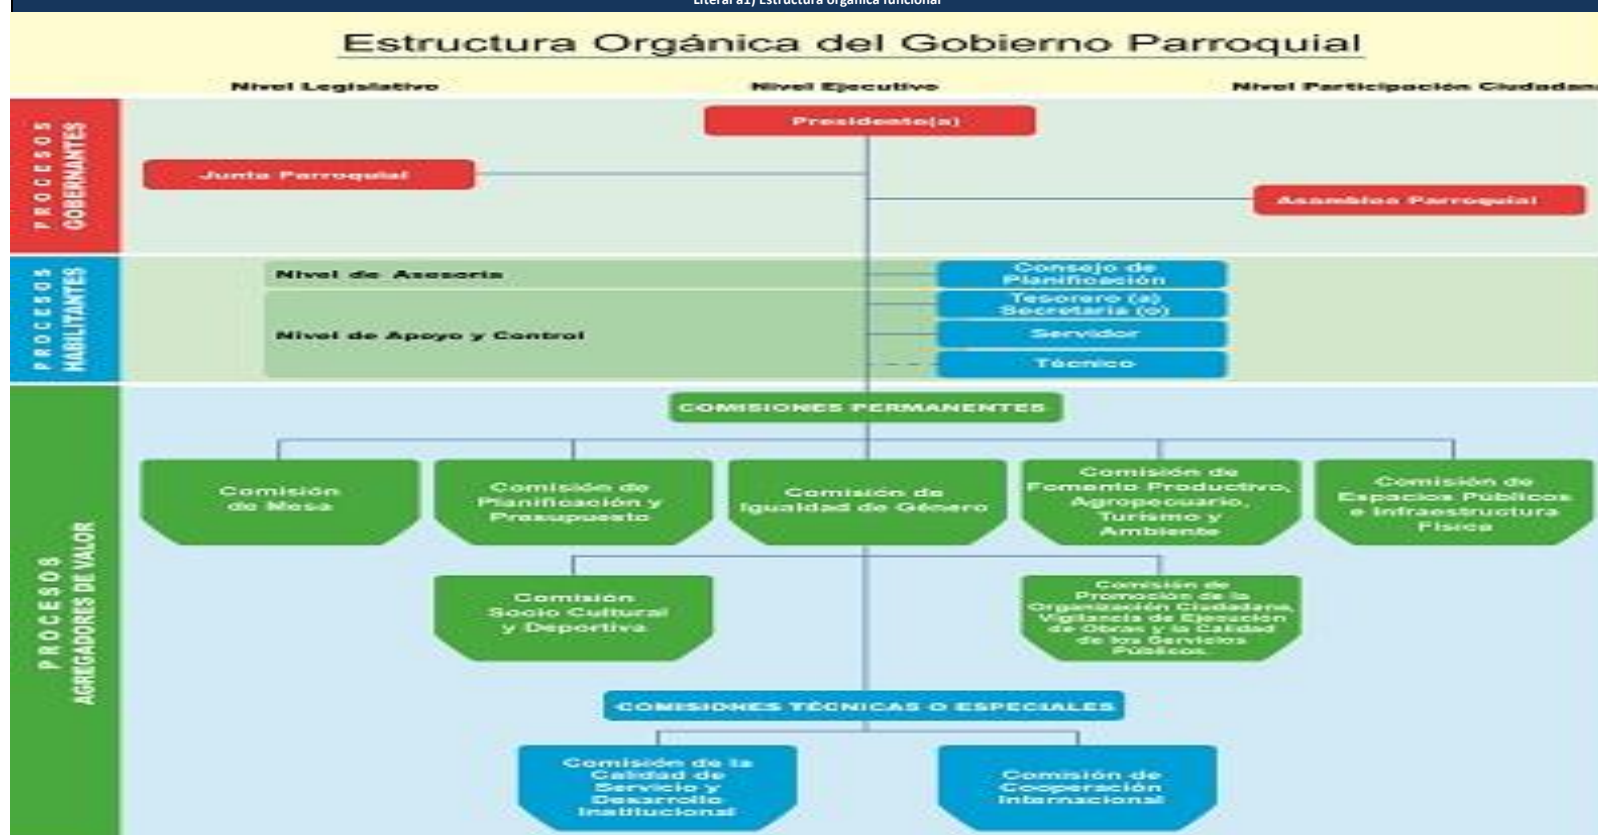 Literal a1) Estructura orgánica funcional
Estructura Orgánica del Gobierno Parroquial
Nivel Legislativo
Nivel Ejecutivo
Nivel Participación Ciudadana
PROCESOS
GOBERNANTES
Presidente(a)
Junta Parroquial
Asamblea Parroquial
PROCESOS
HABILITANTES
Nivel de Asesoría
Consejo de
Planificación
Nivel de Apoyo y Control
Tesorero (a)
Secretaria (o)
Servidor
Técnico
PROCESOS
AGREGADORES DE VALOR
COMISIONES PERMANENTES
Comisión
de Mesa
Comisión de
Planificación y
Presupuesto
Comisión de
Igualdad de Género
Comisión de
Fomento Productivo,
Agropecuario,
Turismo y
Ambiente
Comisión de
Espacios Públicos
e Infraestructura
Física
Comisión
Socio Cultural
y Deportiva
Comisión de
Promoción de la
Organización Ciudadana,
Vigilancia de Ejecución
de Obras y la Calidad
de los Servicios
Públicos.
COMISIONES TÉCNICAS O ESPECIALES
Comisión de la
Calidad de
Servicio y
Desarrollo
Institucional
Comisión de
Cooperación
Internacional